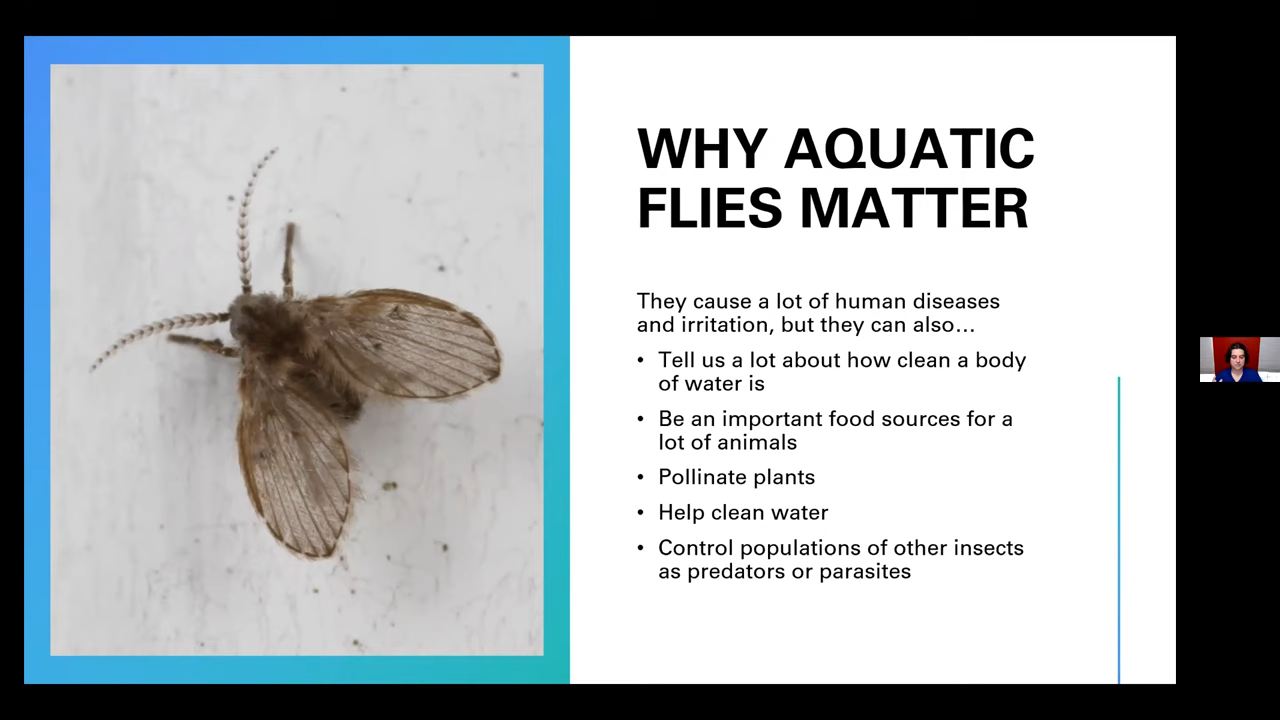 WHY AQUATIC
FLIES MATTER
They cause a lot of human diseases
and irritation, but they can also…
• Tell us a lot about how clean a body
of water is
• Be an important food sources for a
lot of animals
• Pollinate plants
• Help clean water
• Control populations of other insects
as predators or parasites